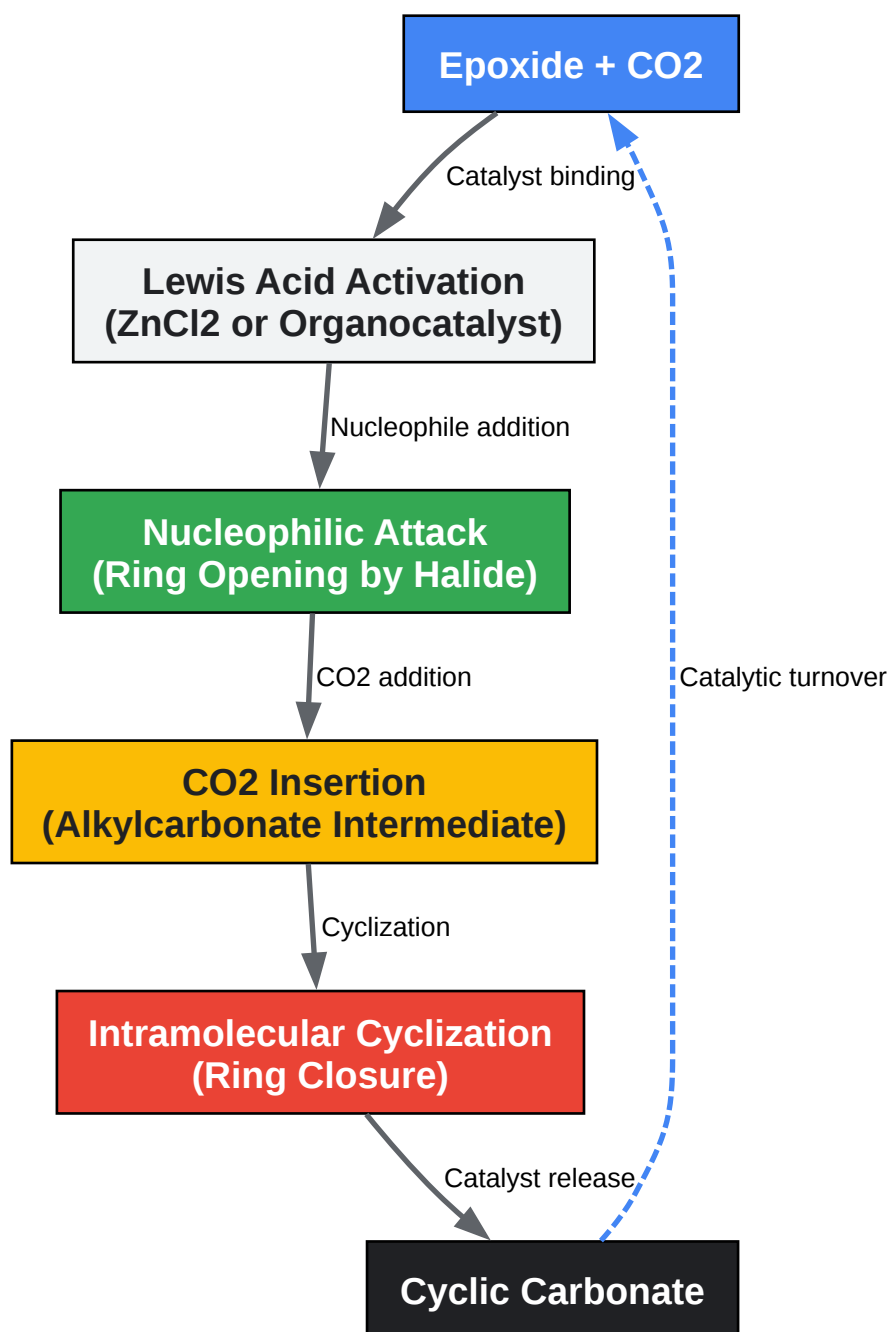 Epoxide + CO2
Catalyst binding
Lewis Acid Activation
(ZnCl2 or Organocatalyst)
Nucleophile addition
Nucleophilic Attack
(Ring Opening by Halide)
CO2 addition
Catalytic turnover
CO2 Insertion
(Alkylcarbonate Intermediate)
Cyclization
Intramolecular Cyclization
(Ring Closure)
Catalyst release
Cyclic Carbonate